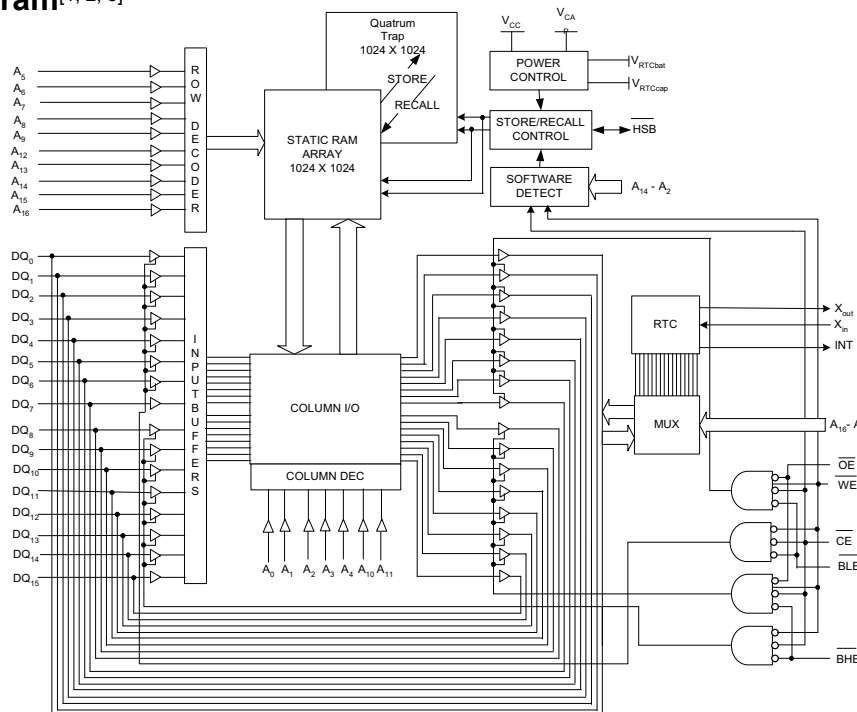 ram[1, 2, 3]
Quatrum
Trap
1024 X 1024
STORE
RECALL
STATIC RAM
ARRAY
1024 X 1024
ROW DECODER
A5
A6
A7
A8
A9
A12
A13
A14
A15
A16
VCC
VCA
P
POWER
CONTROL
VRTCbat
VRTCcap
STORE/RECALL
CONTROL
HSB
SOFTWARE
DETECT
A14 - A2
DQ0
DQ1
DQ2
DQ3
DQ4
DQ5
DQ6
DQ7
DQ8
DQ9
DQ10
DQ11
DQ12
DQ13
DQ14
DQ15
INPUT BUFFERS
COLUMN I/O
COLUMN DEC
A0 A1 A2 A3 A4 A10 A11
RTC
Xout
Xin
INT
MUX
A16- A
OE
WE
CE
BLE
BHE